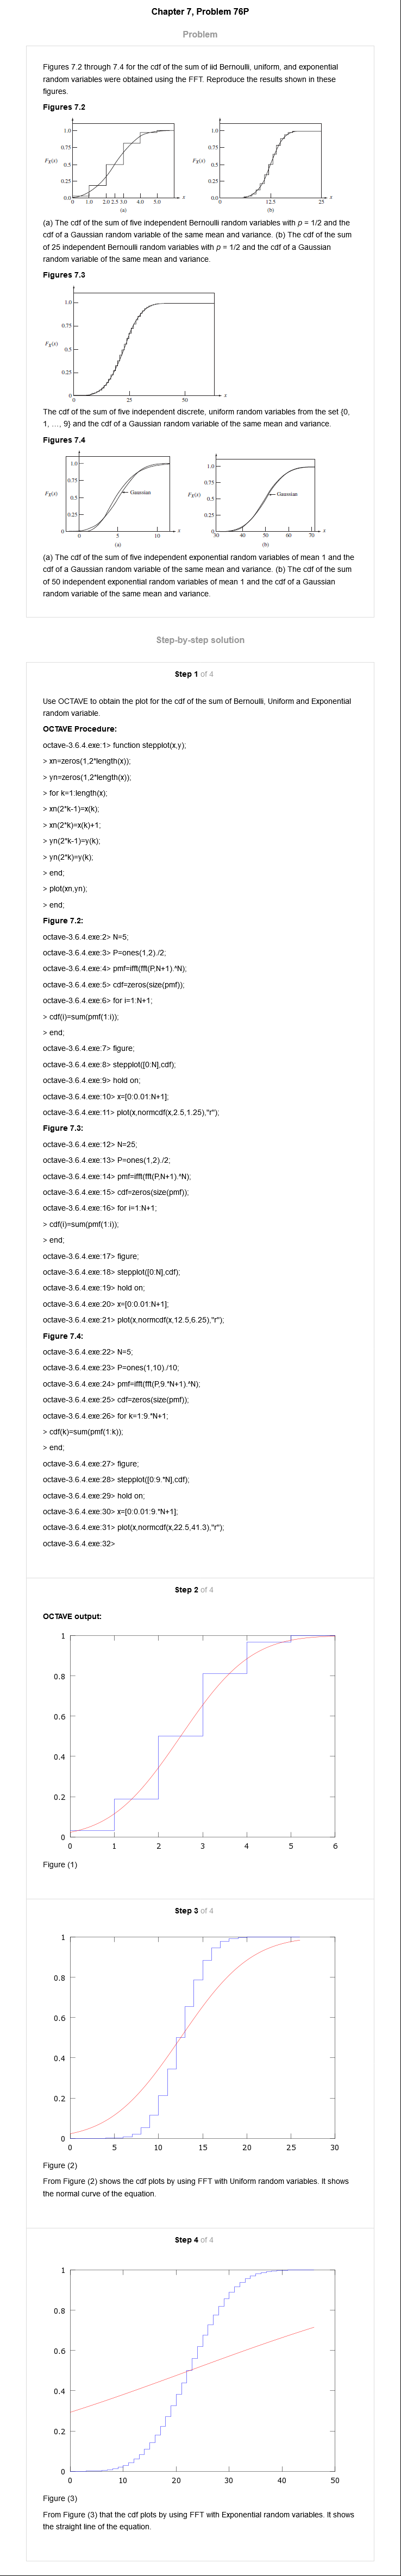 Chapter 7, Problem 76P
Problem
Figures 7.2 through 7.4 for the cdf of the sum of iid Bernoulli, uniform, and exponential
random variables were obtained using the FFT. Reproduce the results shown in these
figures.
Figures 7.2
1.0
0.75
FX(x)
0.5
0.25
0.0
0 1.0 2.0 2.5 3.0 4.0 5.0 x
(a)
1.0
0.75
FX(x)
0.5
0.25
0.0
0 12.5 25 x
(b)
(a) The cdf of the sum of five independent Bernoulli random variables with p = 1/2 and the
cdf of a Gaussian random variable of the same mean and variance. (b) The cdf of the sum
of 25 independent Bernoulli random variables with p = 1/2 and the cdf of a Gaussian
random variable of the same mean and variance.
Figures 7.3
1.0
0.75
FX(x)
0.5
0.25
0 25 50 x
The cdf of the sum of five independent discrete, uniform random variables from the set {0,
1, ..., 9} and the cdf of a Gaussian random variable of the same mean and variance.
Figures 7.4
1.0
0.75
FX(x) Gaussian
0.5
0.25
0
0 5 10 x
(a)
1.0
0.75
FX(x) Gaussian
0.5
0.25
0
30 40 50 60 70 x
(b)
(a) The cdf of the sum of five independent exponential random variables of mean 1 and the
cdf of a Gaussian random variable of the same mean and variance. (b) The cdf of the sum
of 50 independent exponential random variables of mean 1 and the cdf of a Gaussian
random variable of the same mean and variance.
Step-by-step solution
Step 1 of 4
Use OCTAVE to obtain the plot for the cdf of the sum of Bernoulli, Uniform and Exponential
random variable.
OCTAVE Procedure:
octave-3.6.4.exe:1> function stepplot(x,y);
> xn=zeros(1,2*length(x));
> yn=zeros(1,2*length(x));
> for k=1:length(x);
> xn(2*k-1)=x(k);
> xn(2*k)=x(k)+1;
> yn(2*k-1)=y(k);
> yn(2*k)=y(k);
> end;
> plot(xn,yn);
> end;
Figure 7.2:
octave-3.6.4.exe:2> N=5;
octave-3.6.4.exe:3> P=ones(1,2)./2;
octave-3.6.4.exe:4> pmf=ifft(fft(P,N+1).^N);
octave-3.6.4.exe:5> cdf=zeros(size(pmf));
octave-3.6.4.exe:6> for i=1:N+1;
> cdf(i)=sum(pmf(1:i));
> end;
octave-3.6.4.exe:7> figure;
octave-3.6.4.exe:8> stepplot([0:N],cdf);
octave-3.6.4.exe:9> hold on;
octave-3.6.4.exe:10> x=[0:0.01:N+1];
octave-3.6.4.exe:11> plot(x,normcdf(x,2.5,1.25),"r");
Figure 7.3:
octave-3.6.4.exe:12> N=25;
octave-3.6.4.exe:13> P=ones(1,2)./2;
octave-3.6.4.exe:14> pmf=ifft(fft(P,N+1).^N);
octave-3.6.4.exe:15> cdf=zeros(size(pmf));
octave-3.6.4.exe:16> for i=1:N+1;
> cdf(i)=sum(pmf(1:i));
> end;
octave-3.6.4.exe:17> figure;
octave-3.6.4.exe:18> stepplot([0:N],cdf);
octave-3.6.4.exe:19> hold on;
octave-3.6.4.exe:20> x=[0:0.01:N+1];
octave-3.6.4.exe:21> plot(x,normcdf(x,12.5,6.25),"r");
Figure 7.4:
octave-3.6.4.exe:22> N=5;
octave-3.6.4.exe:23> P=ones(1,10)./10;
octave-3.6.4.exe:24> pmf=ifft(fft(P,9.*N+1).^N);
octave-3.6.4.exe:25> cdf=zeros(size(pmf));
octave-3.6.4.exe:26> for k=1:9.*N+1;
> cdf(k)=sum(pmf(1:k));
> end;
octave-3.6.4.exe:27> figure;
octave-3.6.4.exe:28> stepplot([0:9.*N],cdf);
octave-3.6.4.exe:29> hold on;
octave-3.6.4.exe:30> x=[0:0.01:9.*N+1];
octave-3.6.4.exe:31> plot(x,normcdf(x,22.5,41.3),"r");
octave-3.6.4.exe:32>
Step 2 of 4
OCTAVE output:
1
0.8
0.6
0.4
0.2
0
0 1 2 3 4 5 6
Figure (1)
Step 3 of 4
1
0.8
0.6
0.4
0.2
0
0 5 10 15 20 25 30
Figure (2)
From Figure (2) shows the cdf plots by using FFT with Uniform random variables. It shows
the normal curve of the equation.
Step 4 of 4
1
0.8
0.6
0.4
0.2
0
0 10 20 30 40 50
Figure (3)
From Figure (3) that the cdf plots by using FFT with Exponential random variables. It shows
the straight line of the equation.